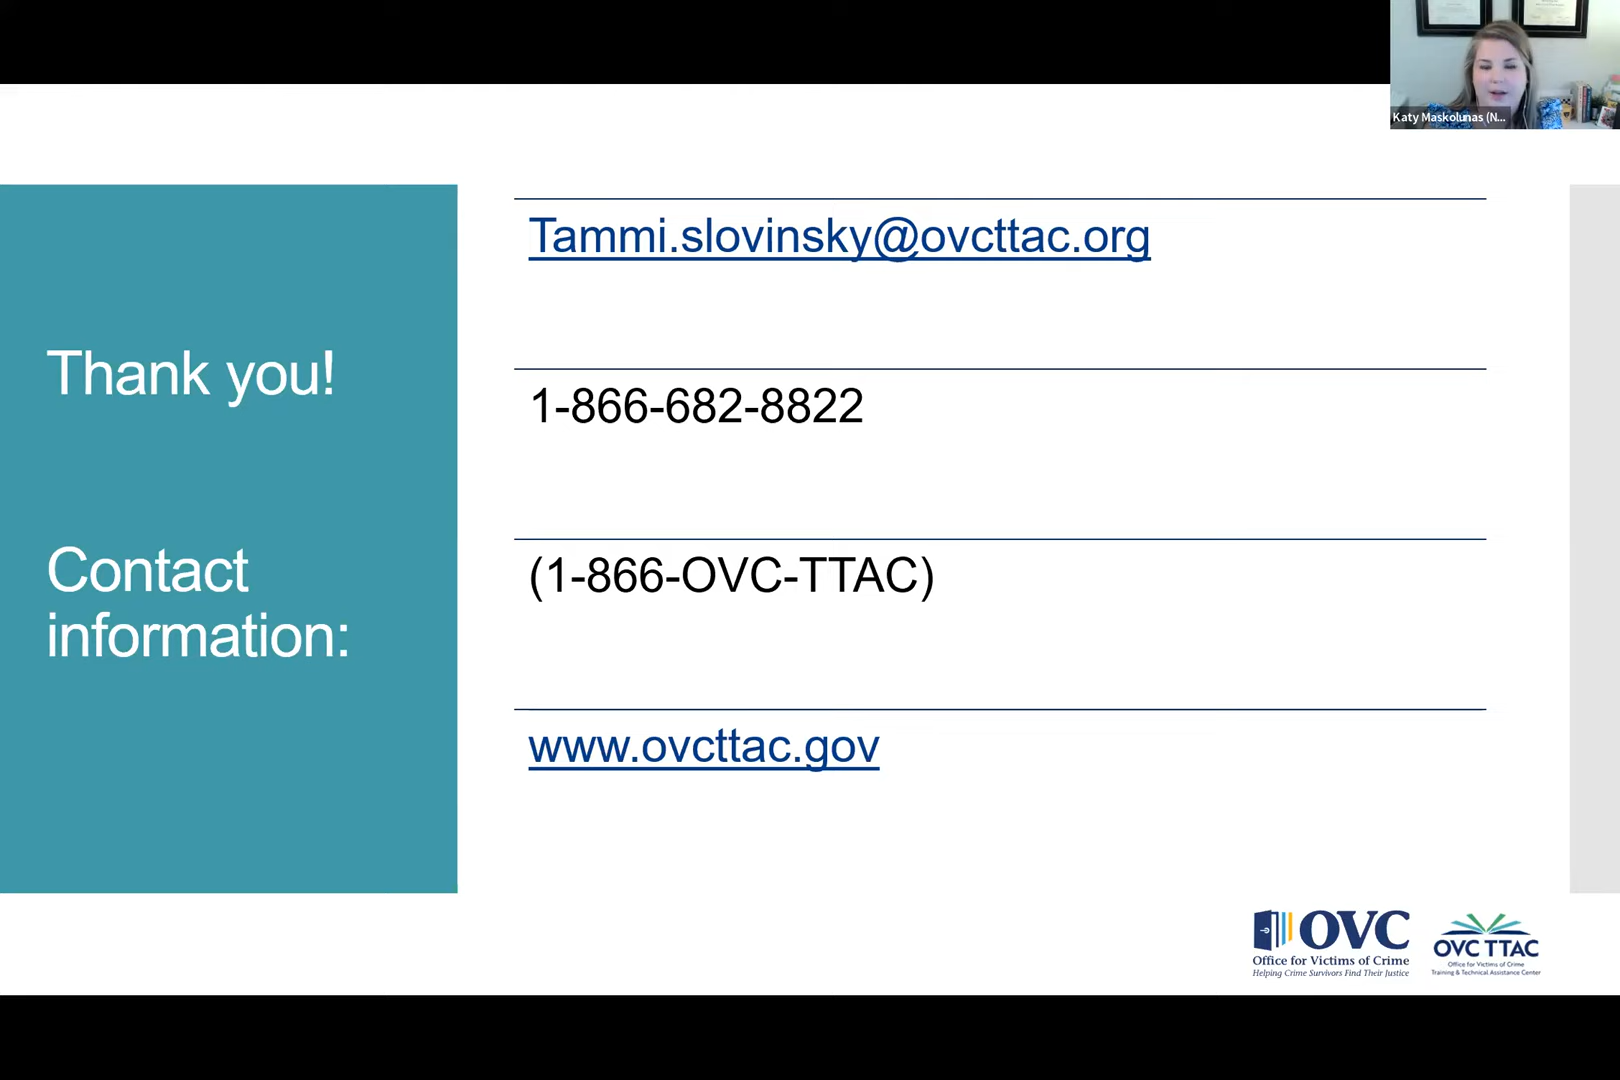 Katy Maskolunas (N...
Thank you!
Contact
information:
Tammi.slovinsky@ovcttac.org
1-866-682-8822
(1-866-OVC-TTAC)
www.ovcttac.gov
OVC
Office for Victims of Crime
Helping Crime Survivors Find Their Justice
OVC TTAC
Office for Victims of Crime
Training & Technical Assistance Center